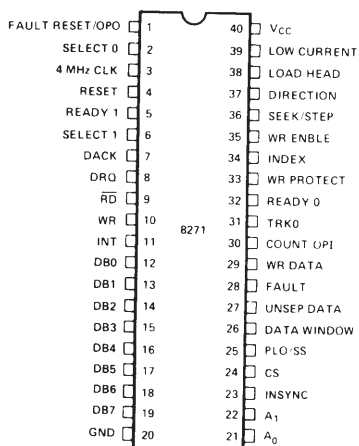 FAULT RESET/OPO 1 40 VCC
SELECT 0 2 39 LOW CURRENT
4 MHz CLK 3 38 LOAD HEAD
RESET 4 37 DIRECTION
READY 1 5 36 SEEK/STEP
SELECT 1 6 35 WR ENBLE
DACK 7 34 INDEX
DRQ 8 33 WR PROTECT
RD 9 32 READY 0
WR 10 31 TRK0
INT 11 8271 30 COUNT OPI
DB0 12 29 WR DATA
DB1 13 28 FAULT
DB2 14 27 UNSEP DATA
DB3 15 26 DATA WINDOW
DB4 16 25 PLO/SS
DB5 17 24 CS
DB6 18 23 INSYNC
DB7 19 22 A1
GND 20 21 A0